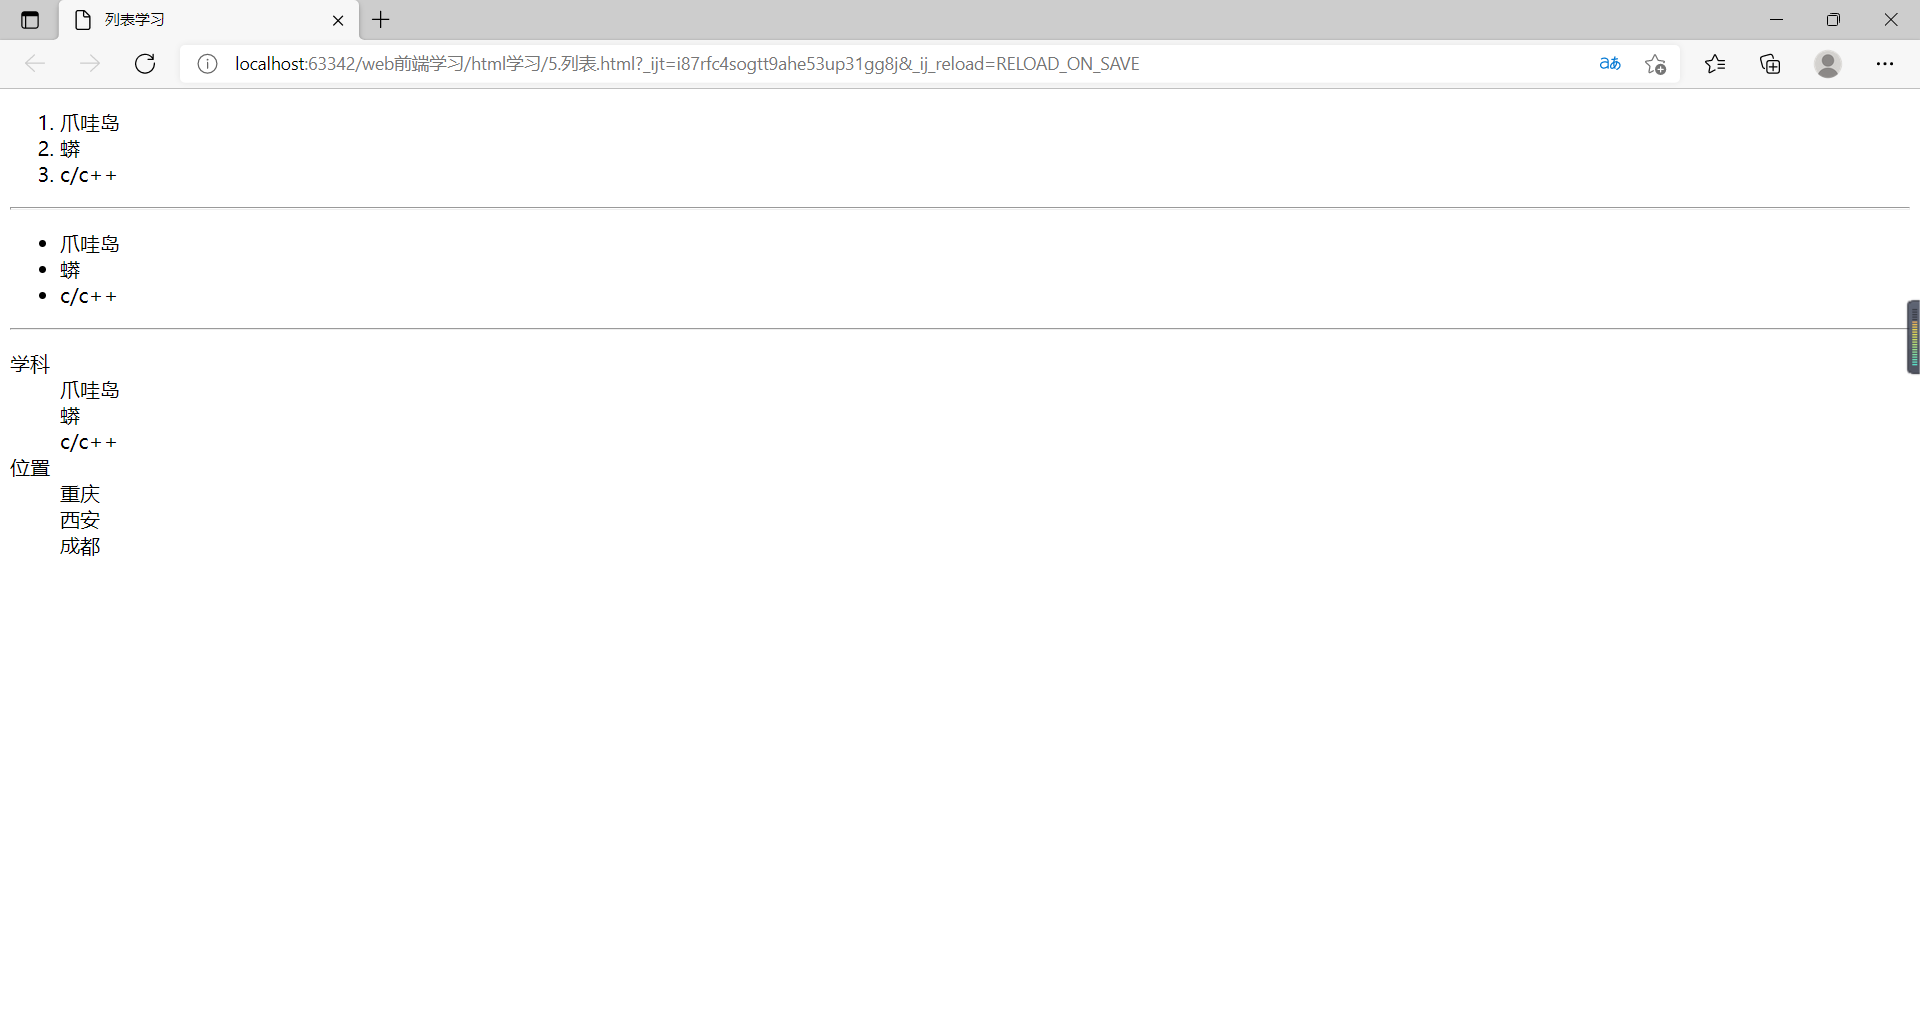 列表学习
localhost:63342/web前端学习/html学习/5.列表.html?_ijt=i87rfc4sogtt9ahe53up31gg8j&_ij_reload=RELOAD_ON_SAVE
aあ
1. 爪哇岛
2. 蟒
3. c/c++
• 爪哇岛
• 蟒
• c/c++
学科
爪哇岛
蟒
c/c++
位置
重庆
西安
成都